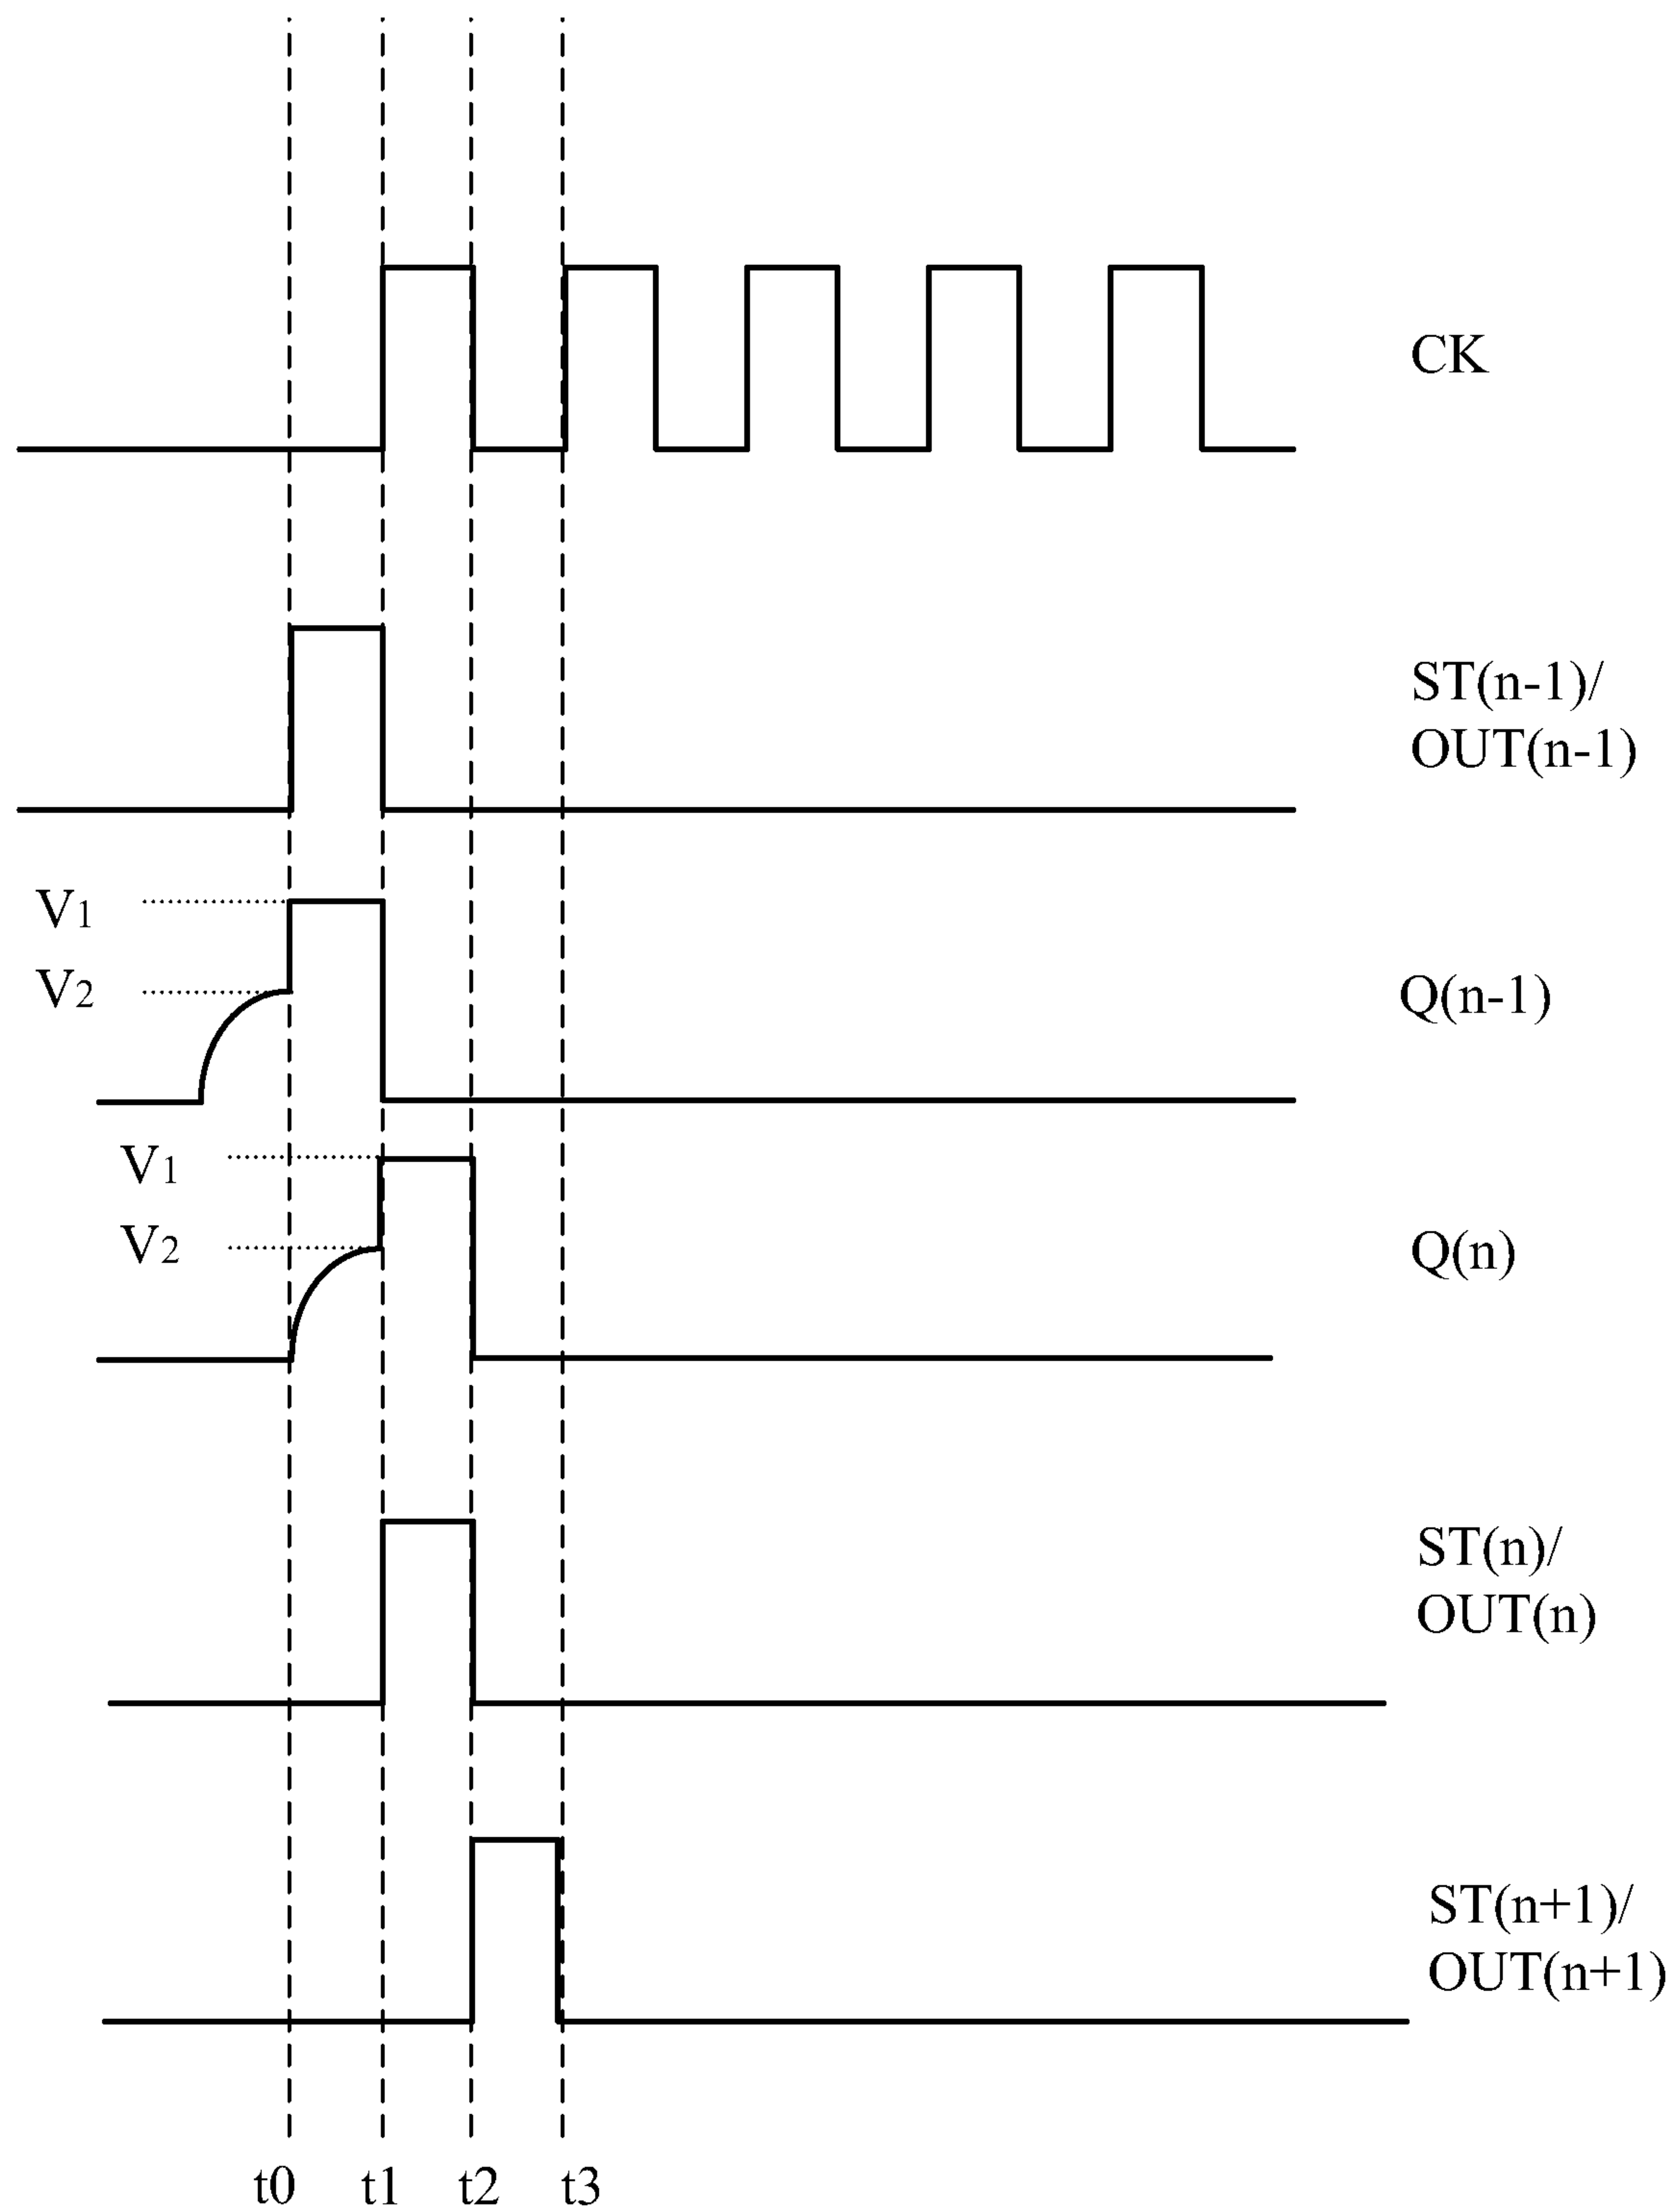 CK
ST(n-1)/
OUT(n-1)
V1
V2
Q(n-1)
V1
V2
Q(n)
ST(n)/
OUT(n)
ST(n+1)/
OUT(n+1)
t0 t1 t2 t3